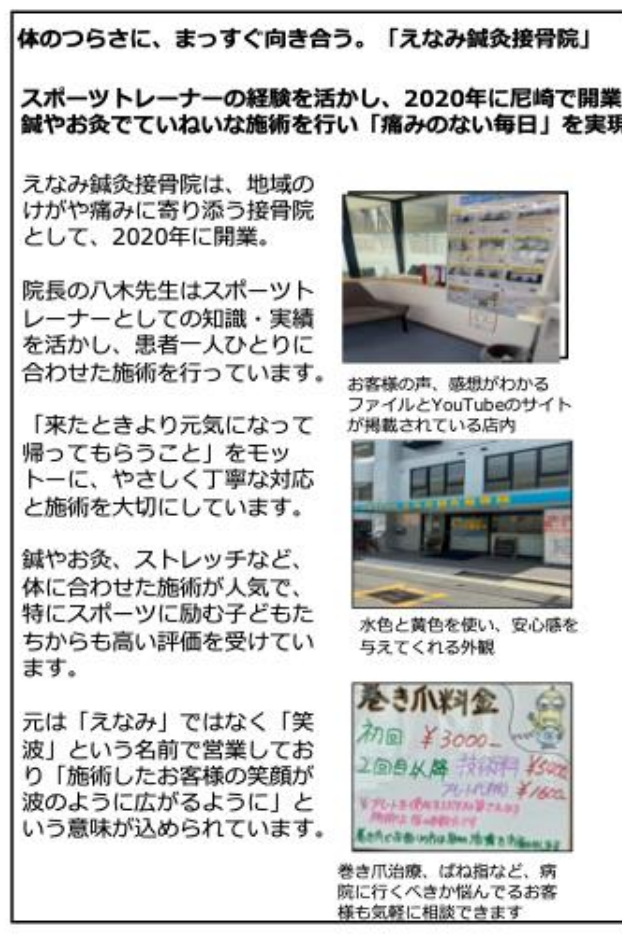 体のつらさに、まっすぐ向き合う。「えなみ鍼灸接骨院」
スポーツトレーナーの経験を活かし、2020年に尼崎で開業
鍼やお灸でていねいな施術を行い「痛みのない毎日」を実現
えなみ鍼灸接骨院は、地域の
けがや痛みに寄り添う接骨院
として、2020年に開業。
院長の八木先生はスポーツト
レーナーとしての知識・実績
を活かし、患者一人ひとりに
合わせた施術を行っています。
「来たときより元気になって
帰ってもらうこと」をモッ
トーに、やさしく丁寧な対応
と施術を大切にしています。
鍼やお灸、ストレッチなど、
体に合わせた施術が人気で、
特にスポーツに励む子どもた
ちからも高い評価を受けてい
ます。
元は「えなみ」ではなく「笑
波」という名前で営業してお
り「施術したお客様の笑顔が
波のように広がるように」と
いう意味が込められています。
お客様の声、感想がわかる
ファイルとYouTubeのサイト
が掲載されている店内
水色と黄色を使い、安心感を
与えてくれる外観
巻き爪料金
初回 ¥3000-
2回目以降 技術料
プレート代(1枚) ¥1600
巻き爪治療、ばね指など、病
院に行くべきか悩んでるお客
様も気軽に相談できます